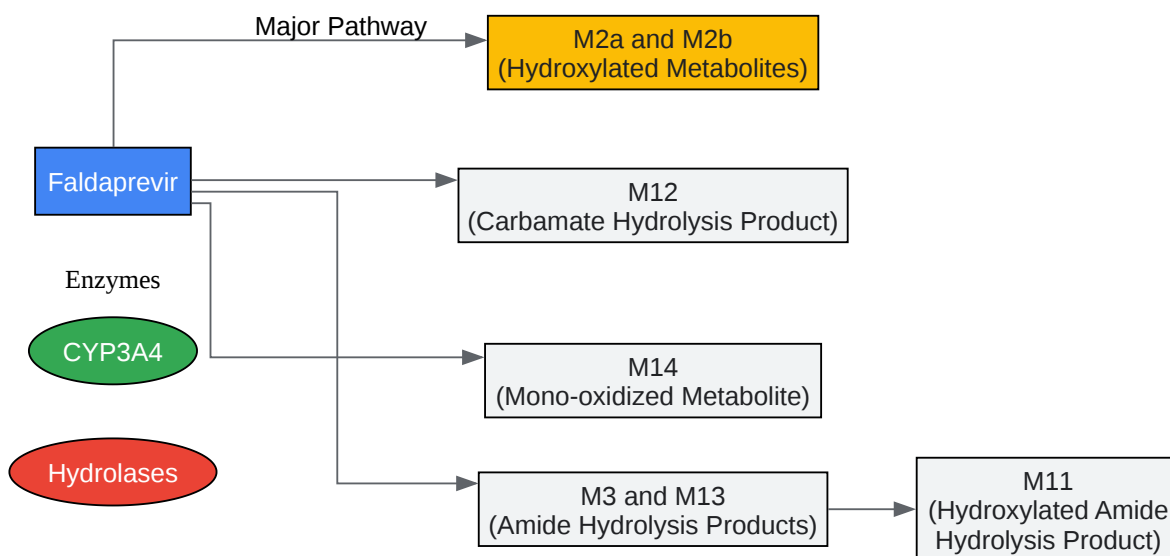 Major Pathway
M2a and M2b
(Hydroxylated Metabolites)
Faldaprevir
M12
(Carbamate Hydrolysis Product)
Enzymes
CYP3A4
M14
(Mono-oxidized Metabolite)
Hydrolases
M3 and M13
(Amide Hydrolysis Products)
M11
(Hydroxylated Amide
Hydrolysis Product)